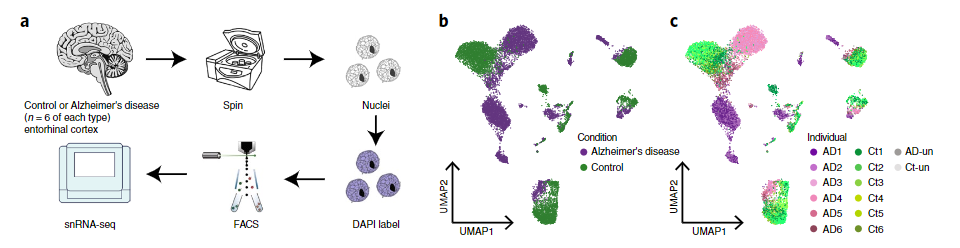 a
Control or Alzheimer's disease
(n = 6 of each type)
entorhinal cortex
Spin
Nuclei
snRNA-seq
FACS
DAPI label
b
Condition
Alzheimer's disease
Control
UMAP2
UMAP1
c
Individual
AD1 Ct1 AD-un
AD2 Ct2 Ct-un
AD3 Ct3
AD4 Ct4
AD5 Ct5
AD6 Ct6
UMAP2
UMAP1